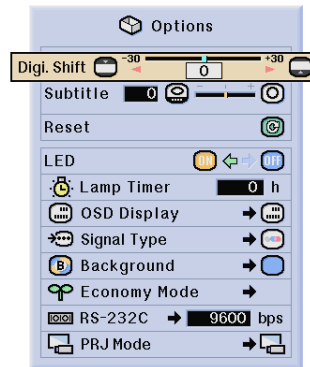 Options
Digi. Shift -30 0 +30
Subtitle 0 - +
Reset
LED ON OFF
Lamp Timer 0 h
OSD Display
Signal Type
B Background
Economy Mode
RS-232C 9600 bps
PRJ Mode